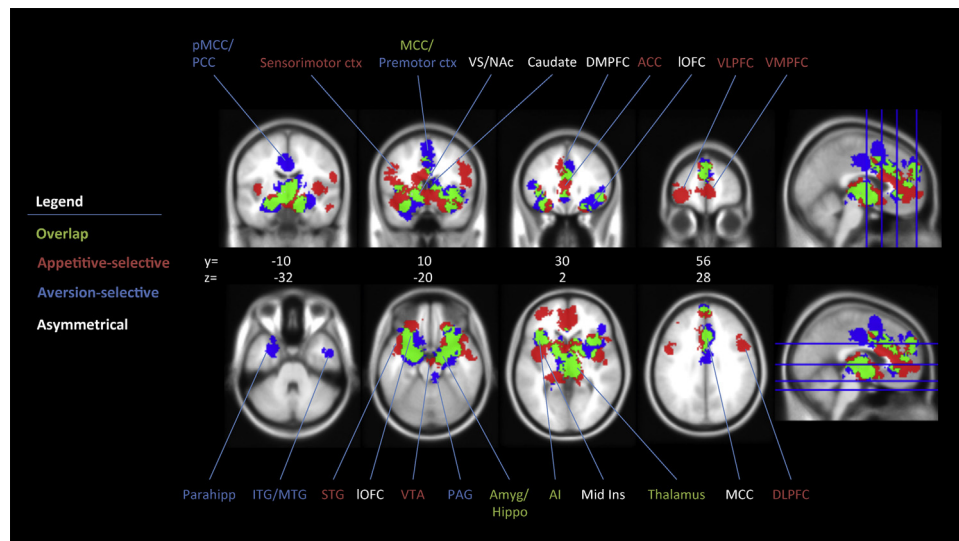 pMCC/
PCC
Sensorimotor ctx
MCC/
Premotor ctx
VS/NAc
Caudate
DMPFC
ACC
lOFC
VLPFC
VMPFC
Legend
Overlap
Appetitive-selective
Aversion-selective
Asymmetrical
y= -10 10 30 56
z= -32 -20 2 28
Parahipp
ITG/MTG
STG
lOFC
VTA
PAG
Amyg/
Hippo
AI
Mid Ins
Thalamus
MCC
DLPFC